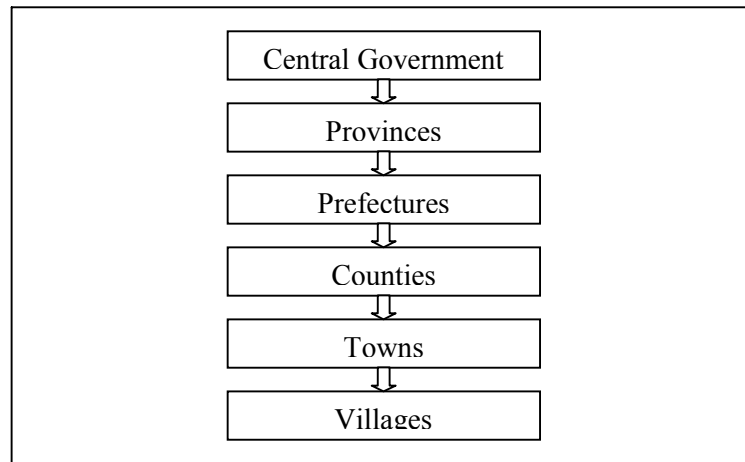 Central Government
Provinces
Prefectures
Counties
Towns
Villages